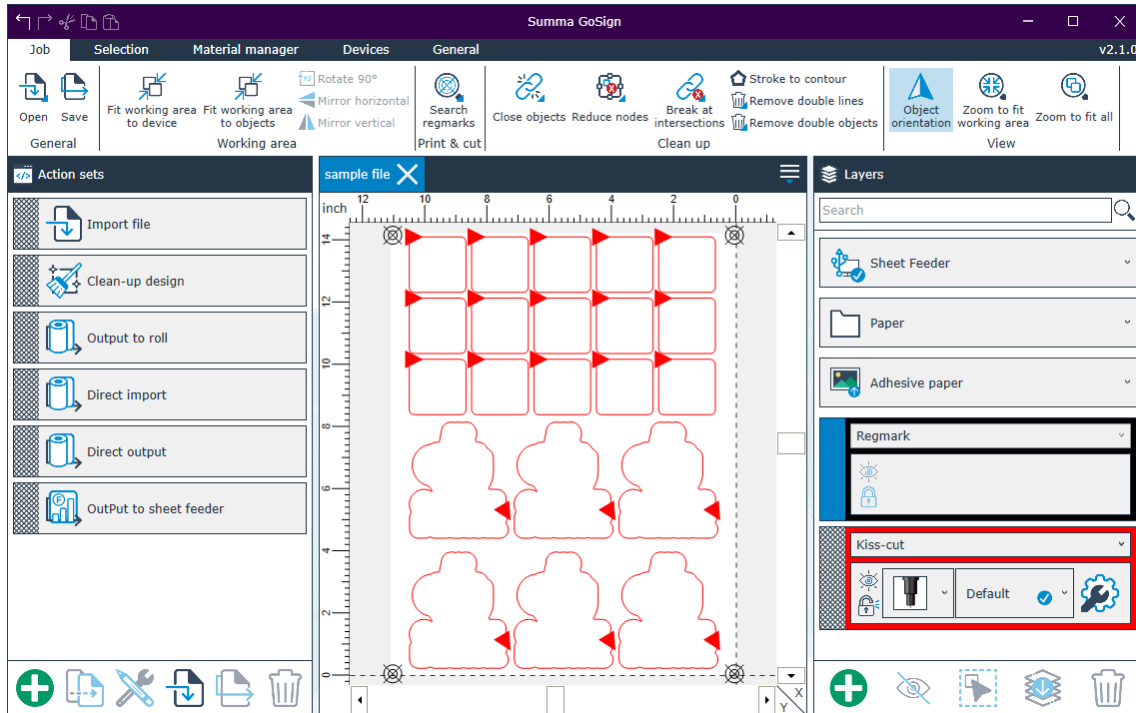 Summa GoSign
Job Selection Material manager Devices General v2.1.0
Open Save
General
Fit working area to device
Fit working area to objects
Rotate 90°
Mirror horizontal
Mirror vertical
Working area
Search regmarks
Print & cut
Close objects Reduce nodes
Break at intersections
Stroke to contour
Remove double lines
Remove double objects
Clean up
Object orientation
Zoom to fit working area
Zoom to fit all
View
Action sets
Import file
Clean-up design
Output to roll
Direct import
Direct output
OutPut to sheet feeder
sample file
inch 12 10 8 6 4 2 0
14
12
10
8
6
4
2
0
X
Y
Layers
Search
Sheet Feeder
Paper
Adhesive paper
Regmark
Kiss-cut
Default